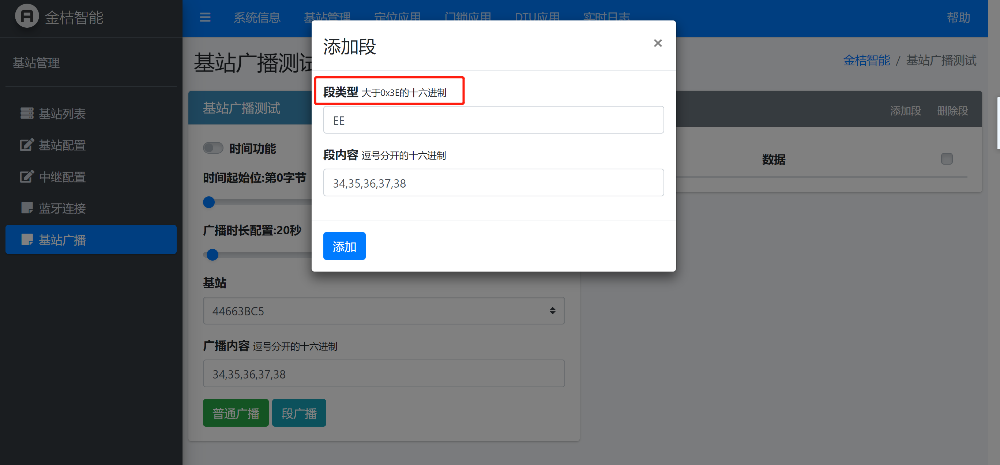 金桔智能
系统信息 基站管理 定位应用 门锁应用 DTU应用 实时日志 帮助
基站管理
基站列表
基站配置
中继配置
蓝牙连接
基站广播
基站广播测试
金桔智能 / 基站广播测试
基站广播测试
时间功能
时间起始位:第0字节
广播时长配置:20秒
基站
44663BC5
广播内容 逗号分开的十六进制
34,35,36,37,38
普通广播 段广播
添加段 ×
段类型 大于0x3E的十六进制
EE
段内容 逗号分开的十六进制
34,35,36,37,38
添加
添加段 删除段
数据